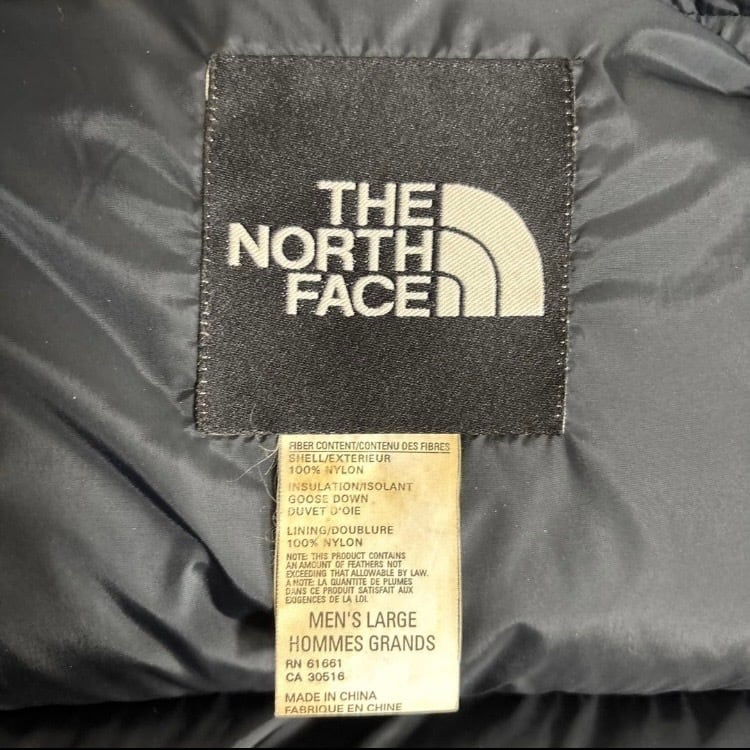 THE
NORTH
FACE
FIBER CONTENT/CONTENU DES FIBRES
SHELL/EXTERIEUR
100% NYLON
INSULATION/ISOLANT
GOOSE DOWN
DUVET D'OIE
LINING/DOUBLURE
100% NYLON
NOTE: THIS PRODUCT CONTAINS
AN AMOUNT OF FEATHERS NOT
EXCEEDING THAT ALLOWABLE BY LAW.
A NOTE: LA QUANTITE DE PLUMES
DANS CE PRODUIT SATISFAIT AUX
EXIGENCES DE LA LOI.
MEN'S LARGE
HOMMES GRANDS
RN 61661
CA 30516
MADE IN CHINA
FABRIQUE EN CHINE